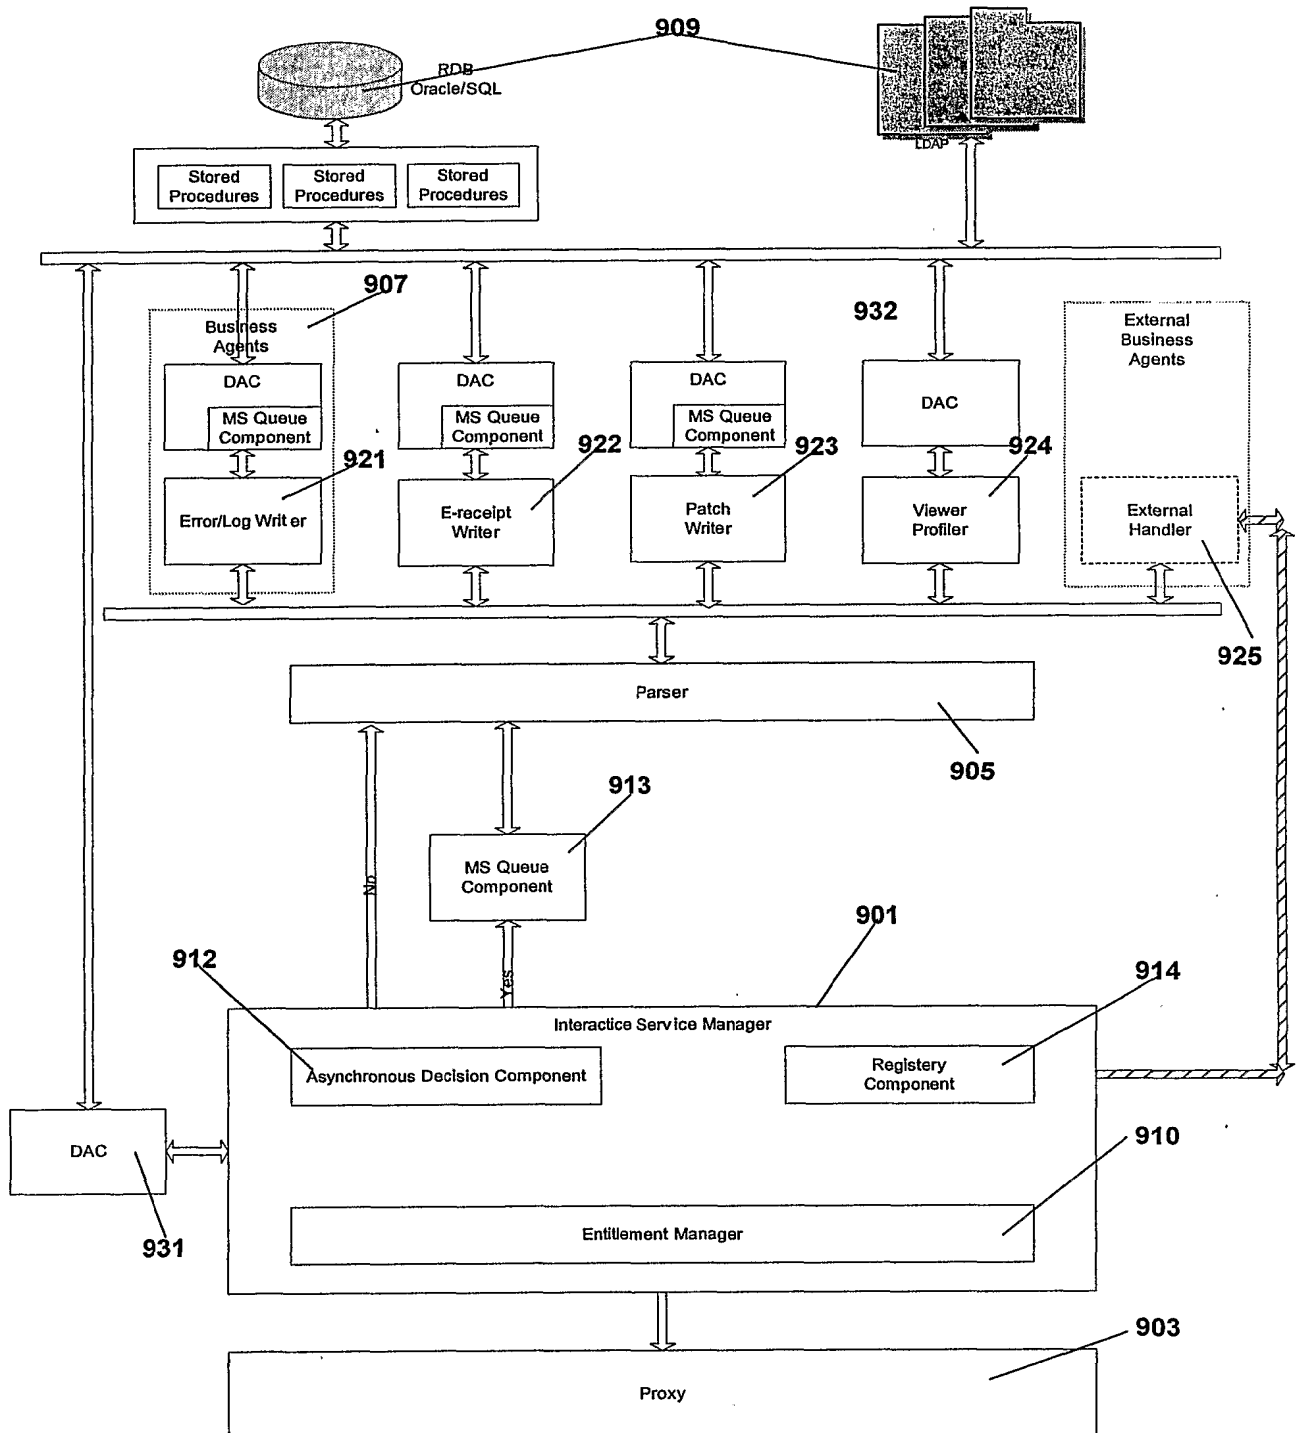 909
RDB
Oracle/SQL
LDAP
Stored
Procedures
Stored
Procedures
Stored
Procedures
907
932
Business
Agents
External
Business
Agents
DAC
MS Queue
Component
DAC
MS Queue
Component
DAC
MS Queue
Component
DAC
921
922
923
924
Error/Log Writer
E-receipt
Writer
Patch
Writer
Viewer
Profiler
External
Handler
925
Parser
905
913
MS Queue
Component
No
Yes
901
912
914
Interactice Service Manager
Asynchronous Decision Component
Registery
Component
DAC
931
910
Entitlement Manager
903
Proxy